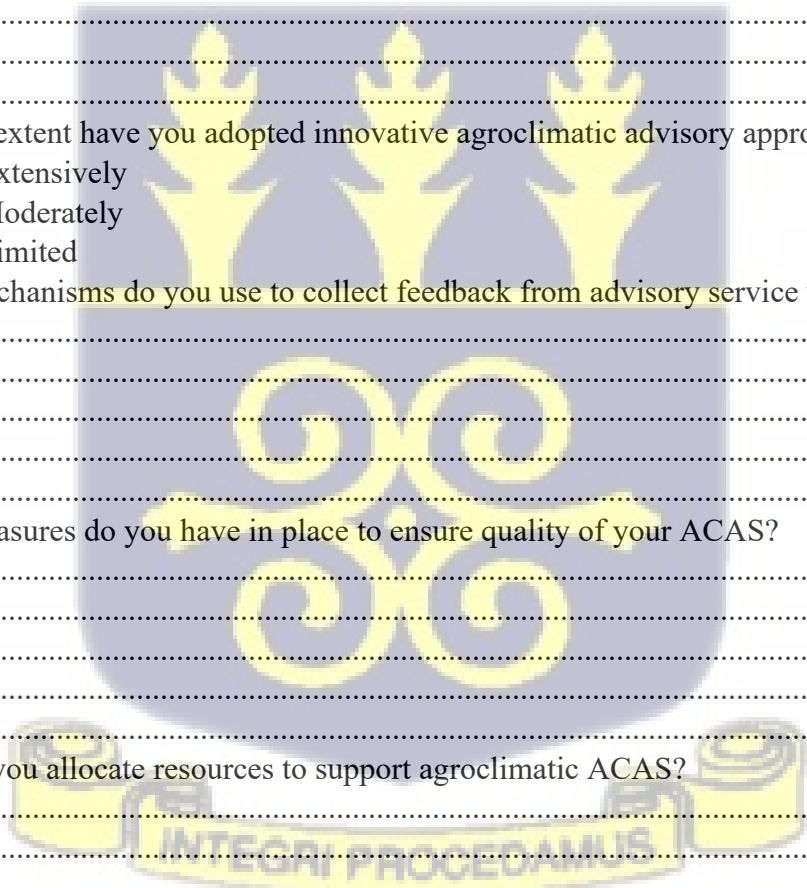 ........................................................................
........................................................................
........................................................................
extent have you adopted innovative agroclimatic advisory appro
xtensively
Moderately
imited
chanisms do you use to collect feedback from advisory service
........................................................................
........................................................................
........................................................................
........................................................................
........................................................................
asures do you have in place to ensure quality of your ACAS?
........................................................................
........................................................................
........................................................................
........................................................................
........................................................................
you allocate resources to support agroclimatic ACAS?
........................................................................
........................................................................
INTEGRI PROCEDAMUS